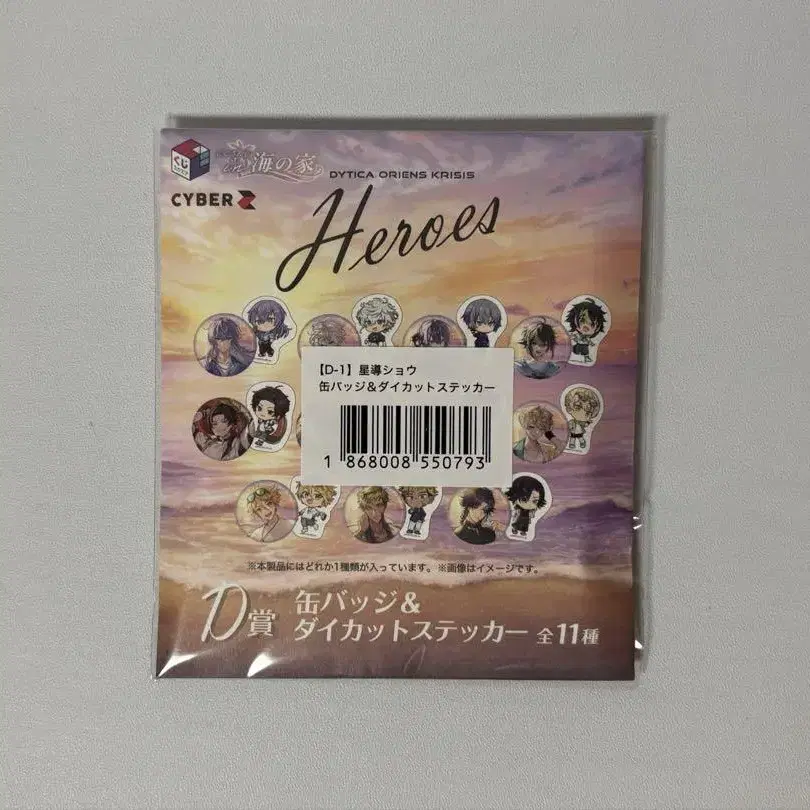 くじ
海の家
CYBER Z
DYTICA ORIENS KRISIS
Heroes
【D-1】星導ショウ
缶バッジ&ダイカットステッカー
1 868008 550793
※本製品にはどれか1種類が入っています。※画像はイメージです。
D賞 缶バッジ&
ダイカットステッカー 全11種